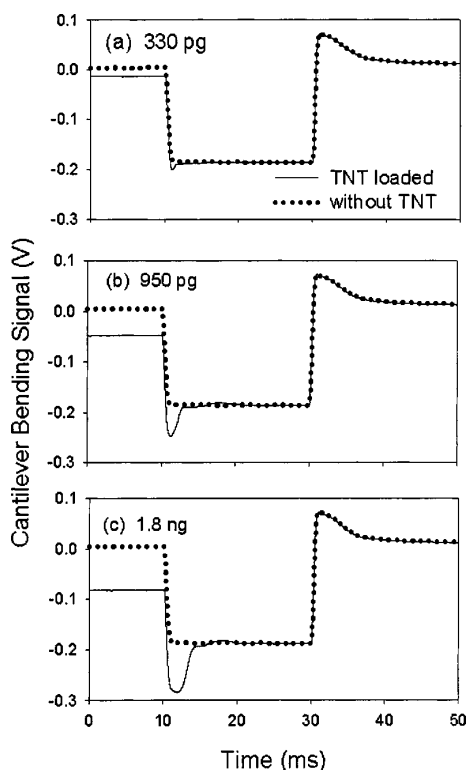 0.1
(a) 330 pg
0.0
-0.1
-0.2
TNT loaded
without TNT
-0.3
0.1
(b) 950 pg
0.0
-0.1
-0.2
-0.3
0.1
(c) 1.8 ng
0.0
-0.1
-0.2
-0.3
0 10 20 30 40 50
Time (ms)
Cantilever Bending Signal (V)